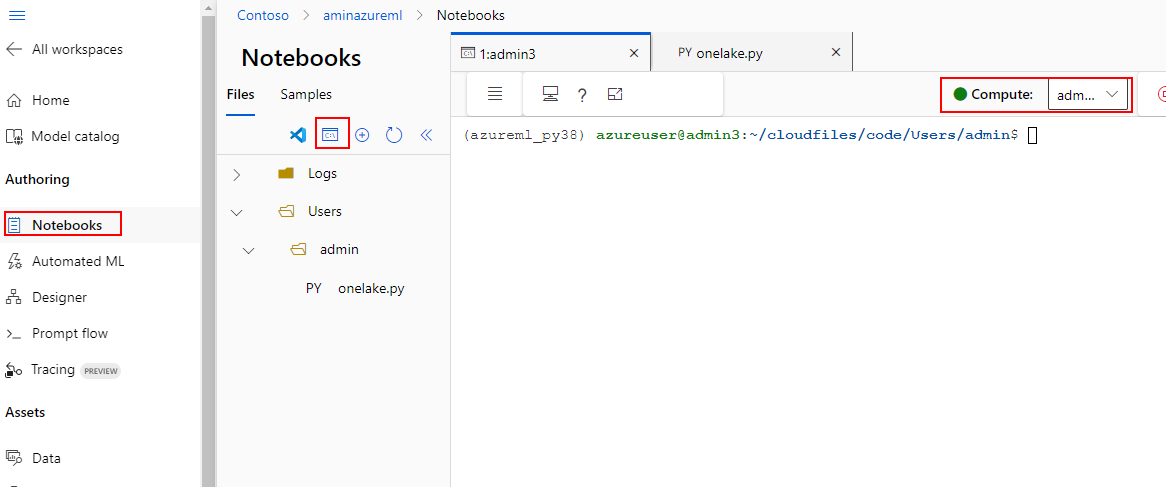 Contoso > aminazureml > Notebooks
All workspaces
Home
Model catalog
Authoring
Notebooks
Automated ML
Designer
Prompt flow
Tracing PREVIEW
Assets
Data
Notebooks
Files Samples
C:\
Logs
Users
admin
PY onelake.py
C:\ 1:admin3 ×
PY onelake.py ×
?
Compute: adm...
(azureml_py38) azureuser@admin3:~/cloudfiles/code/Users/admin$